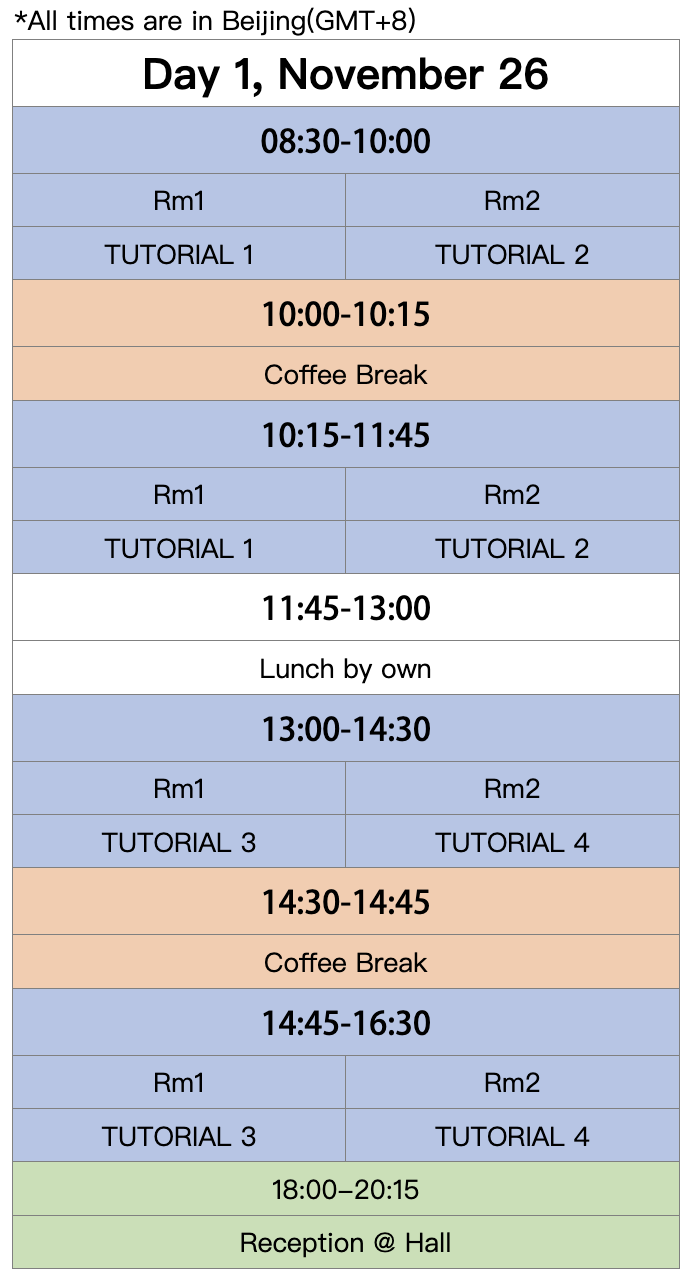 *All times are in Beijing(GMT+8)
Day 1, November 26
08:30-10:00
Rm1 Rm2
TUTORIAL 1 TUTORIAL 2
10:00-10:15
Coffee Break
10:15-11:45
Rm1 Rm2
TUTORIAL 1 TUTORIAL 2
11:45-13:00
Lunch by own
13:00-14:30
Rm1 Rm2
TUTORIAL 3 TUTORIAL 4
14:30-14:45
Coffee Break
14:45-16:30
Rm1 Rm2
TUTORIAL 3 TUTORIAL 4
18:00–20:15
Reception @ Hall